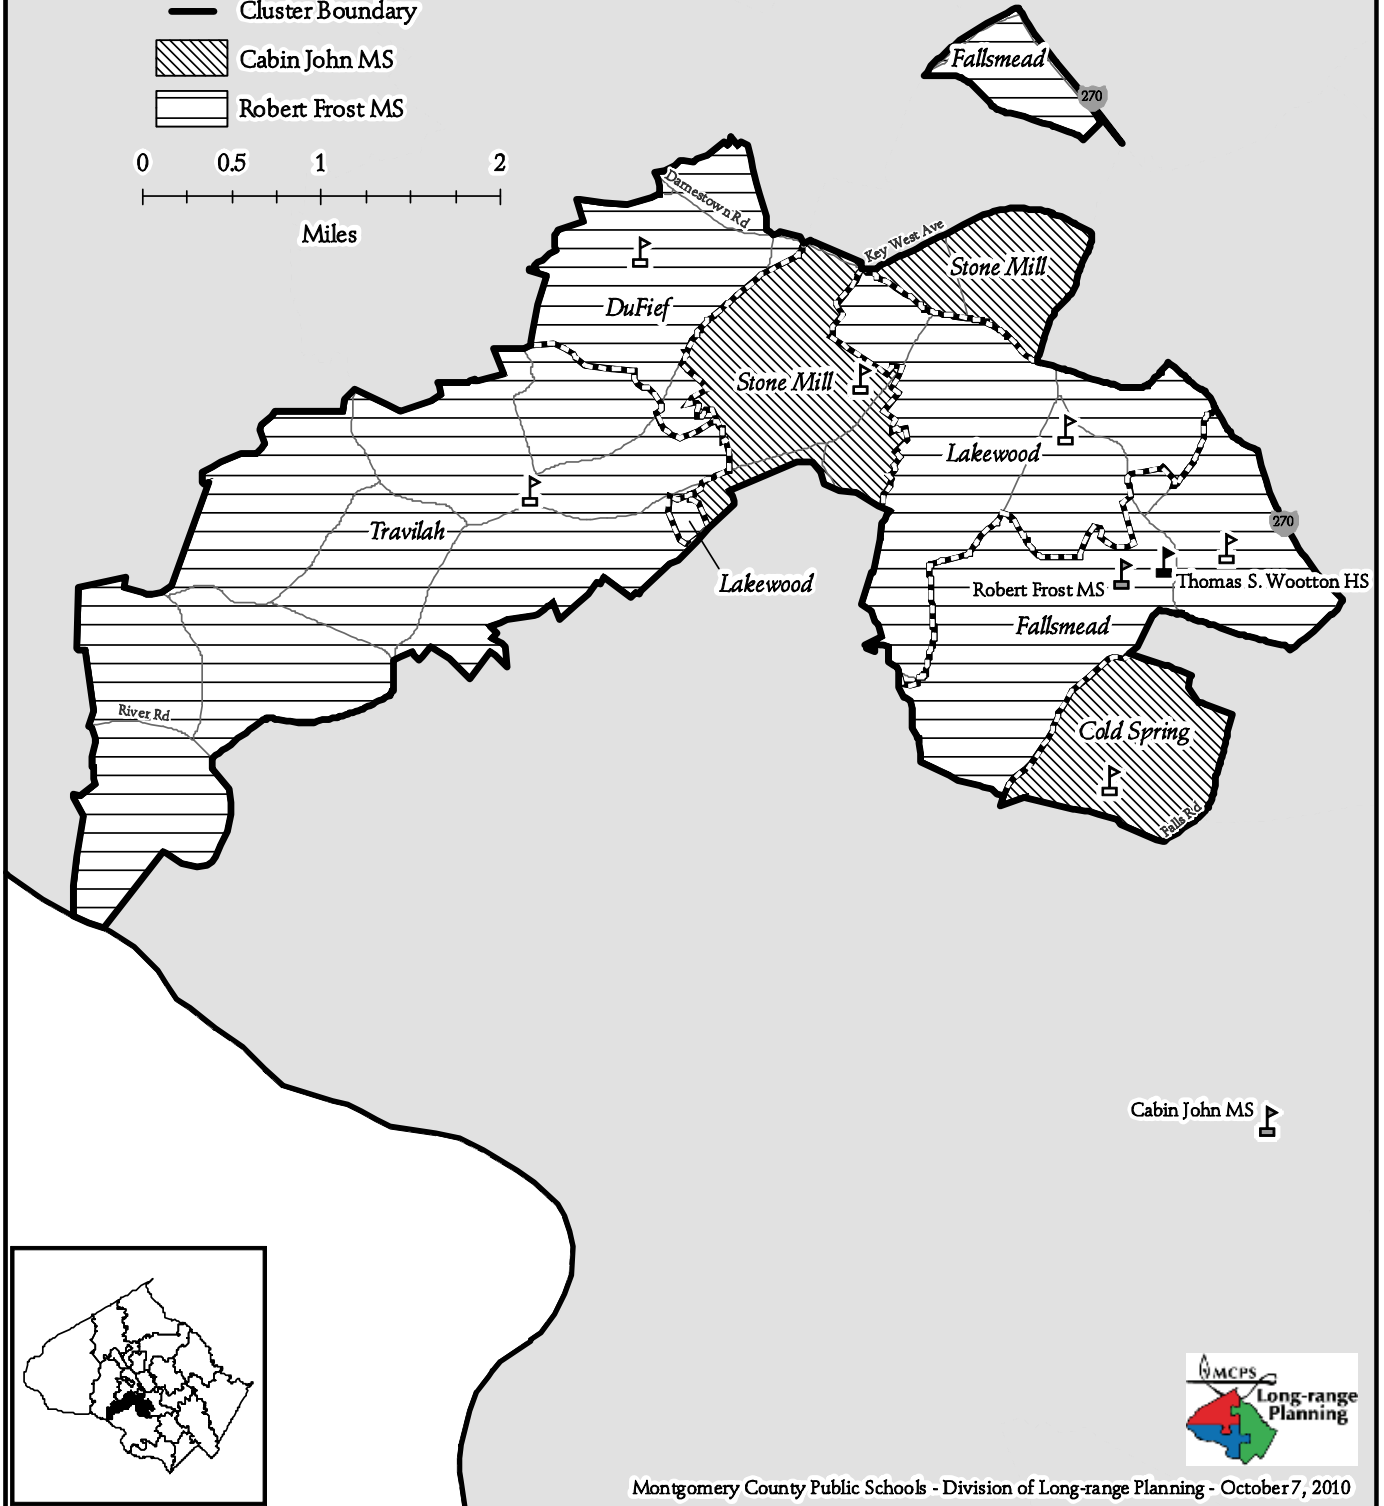 Cluster Boundary
Cabin John MS
Robert Frost MS
0 0.5 1 2
Miles
Fallsmead
270
Darnestown Rd
Key West Ave
Stone Mill
DuFief
Stone Mill
Lakewood
Travilah
270
Lakewood
Robert Frost MS
Thomas S. Wootton HS
Fallsmead
River Rd
Cold Spring
Falls Rd
Cabin John MS
MCPS
Long-range
Planning
Montgomery County Public Schools - Division of Long-range Planning - October 7, 2010